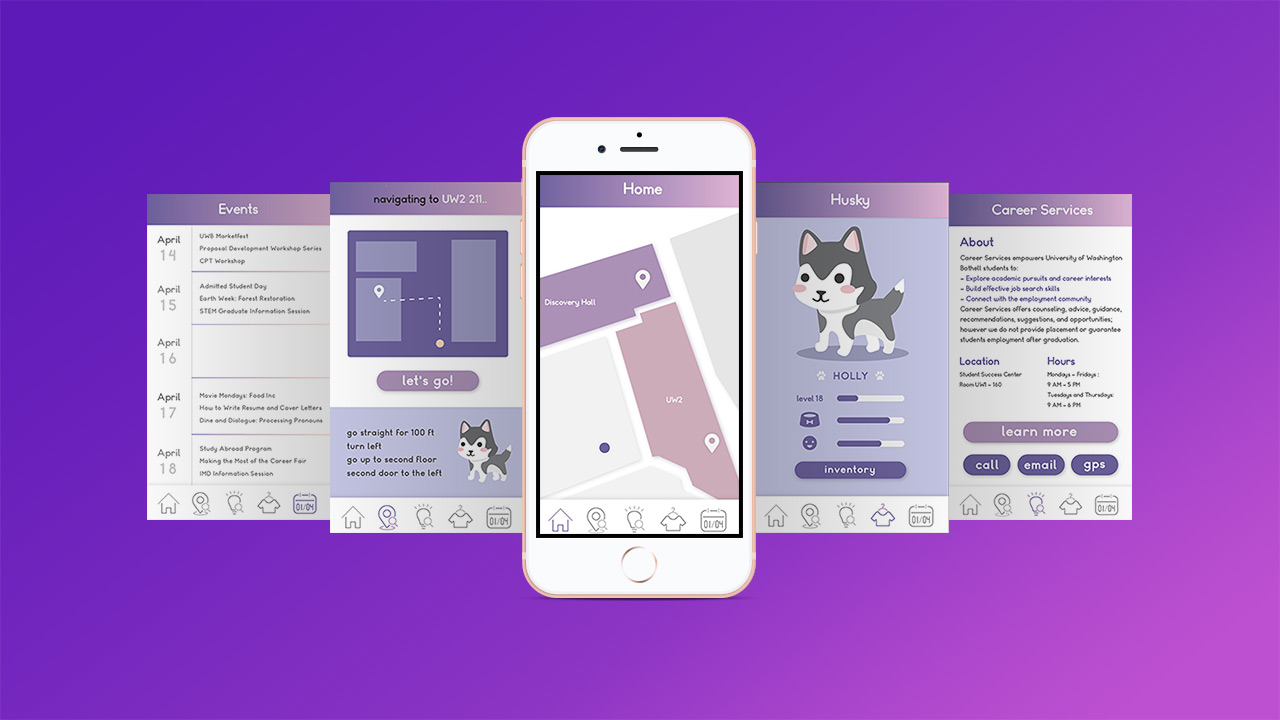 Events
April
14
UWB Marketfest
Proposal Development Workshop Series
CPT Workshop
April
15
Admitted Student Day
Earth Week: Forest Restoration
STEM Graduate Information Session
April
16
April
17
Movie Mondays: Food Inc
How to Write Resume and Cover Letters
Dine and Dialogue: Processing Pronouns
April
18
Study Abroad Program
Making the Most of the Career Fair
IMD Information Session
01/04
navigating to UW2 211..
let's go!
go straight for 100 ft
turn left
go up to second floor
second door to the left
01/04
Home
Discovery Hall
UW2
01/04
Husky
HOLLY
level 18
inventory
01/04
Career Services
About
Career Services empowers University of Washington
Bothell students to:
~ Explore academic pursuits and career interests
~ Build effective job search skills
~ Connect with the employment community
Career Services offers counseling, advice, guidance,
recommendations, suggestions, and opportunities;
however we do not provide placement or guarantee
students employment after graduation.
Location
Student Success Center
Room UW1 - 160
Hours
Mondays - Fridays :
9 AM - 5 PM
Tuesdays and Thursdays:
9 AM - 6 PM
learn more
call
email
gps
01/04